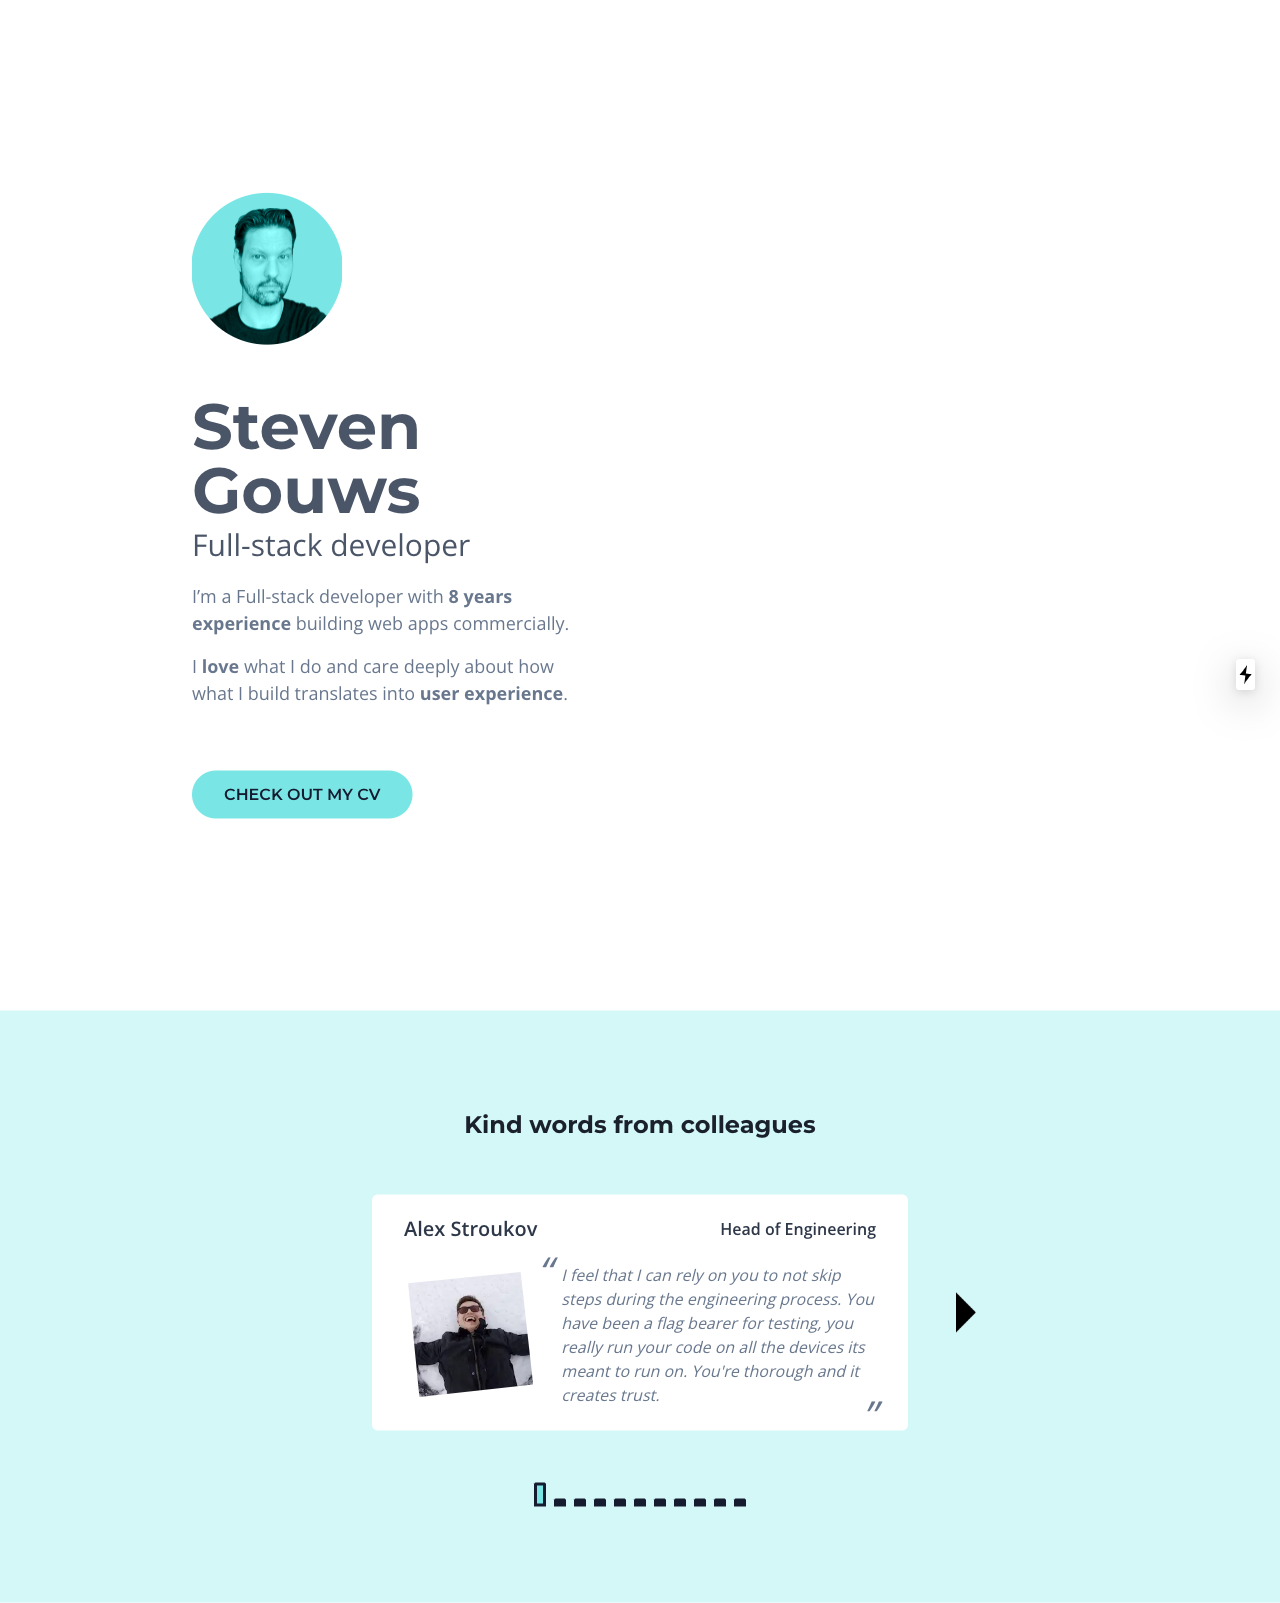 Steven
Gouws
Full-stack developer
I’m a Full-stack developer with 8 years
experience building web apps commercially.
I love what I do and care deeply about how
what I build translates into user experience.
CHECK OUT MY CV
Kind words from colleagues
Alex Stroukov
Head of Engineering
“ I feel that I can rely on you to not skip
steps during the engineering process. You
have been a flag bearer for testing, you
really run your code on all the devices its
meant to run on. You're thorough and it
creates trust. ”